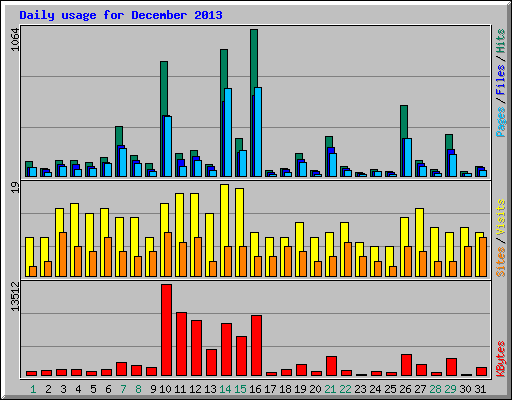 Daily usage for December 2013
1064
Pages / Files / Hits
19
Sites / Visits
13512
KBytes
1 2 3 4 5 6 7 8 9 10 11 12 13 14 15 16 17 18 19 20 21 22 23 24 25 26 27 28 29 30 31